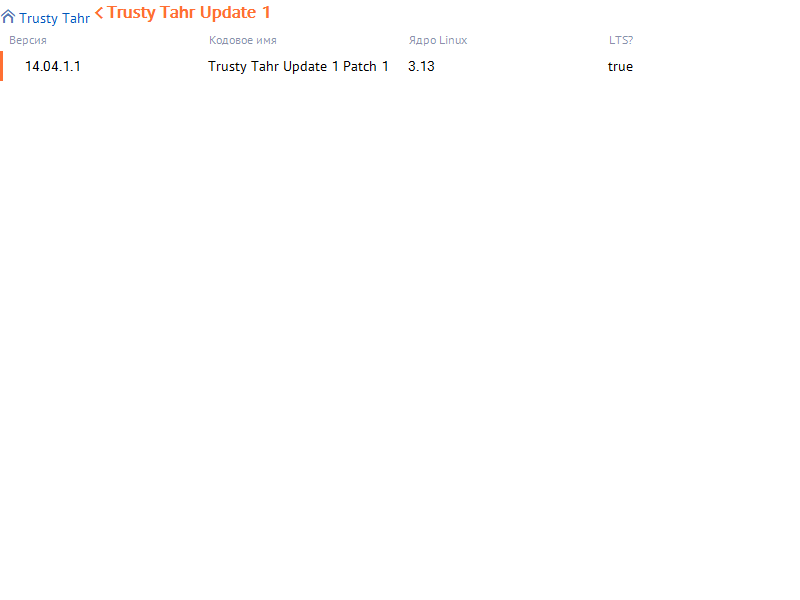 Trusty Tahr Trusty Tahr Update 1
Версия Кодовое имя Ядро Linux LTS?
14.04.1.1 Trusty Tahr Update 1 Patch 1 3.13 true